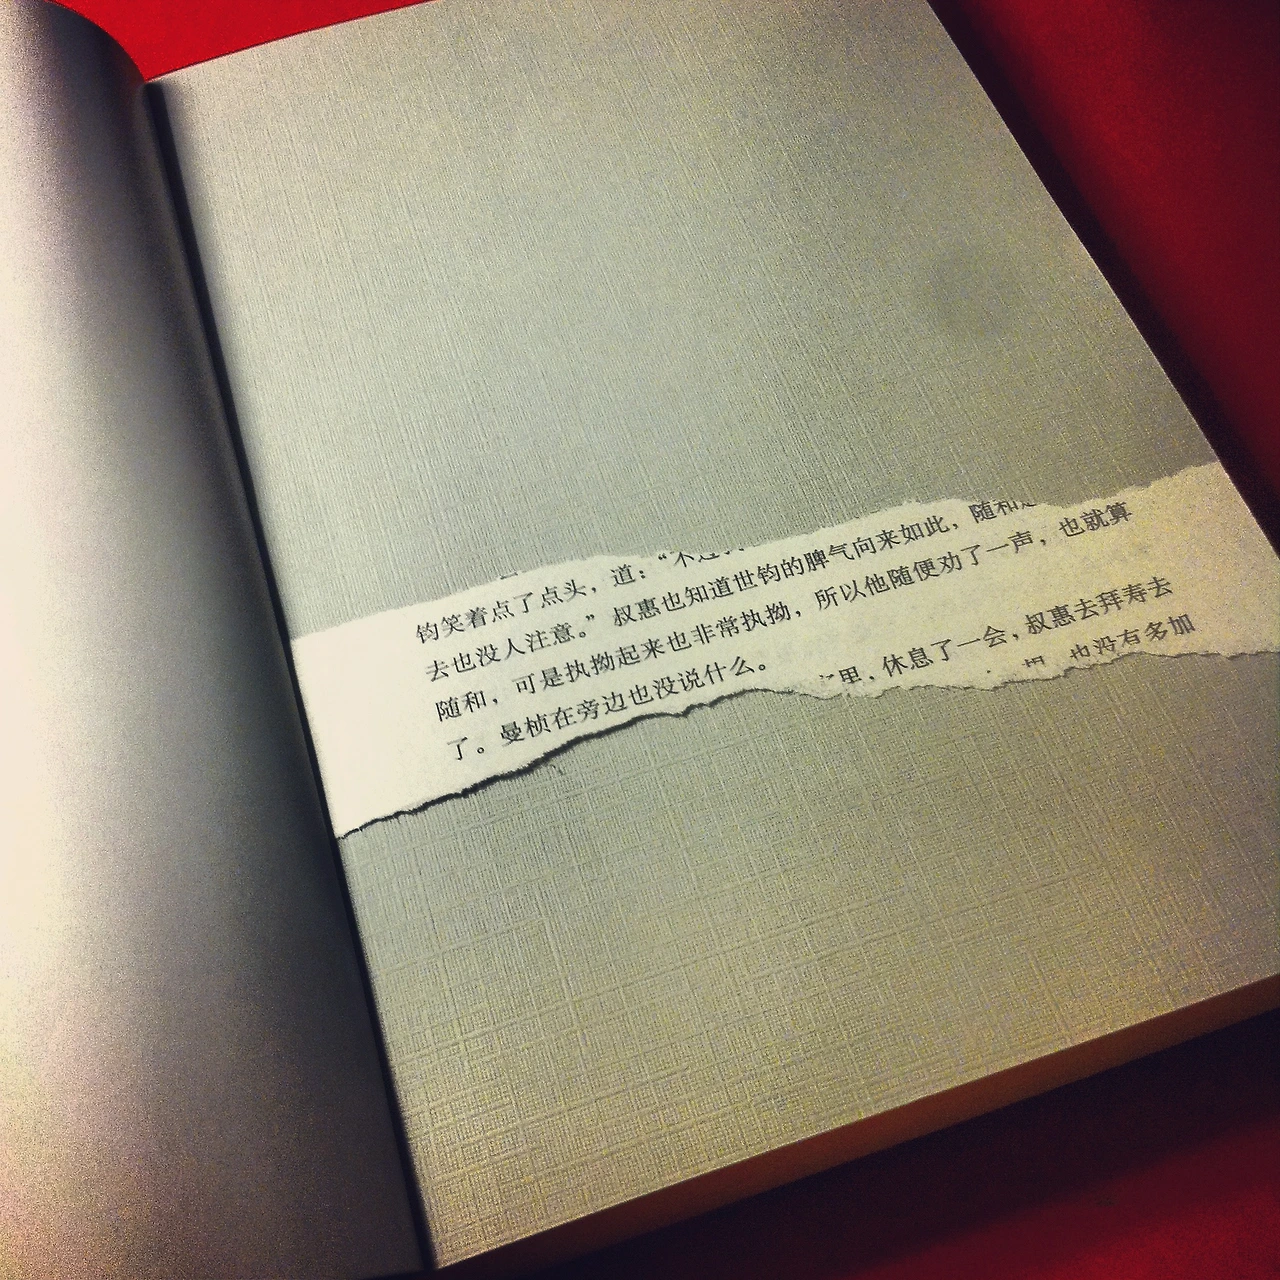 钧笑着点了点头，道：“不过
去也没人注意。”叔惠也知道世钧的脾气向来如此，随和
随和，可是执拗起来也非常执拗，所以他随便劝了一声，也就算
了。曼桢在旁边也没说什么。
里，休息了一会，叔惠去拜寿去
也没有多加